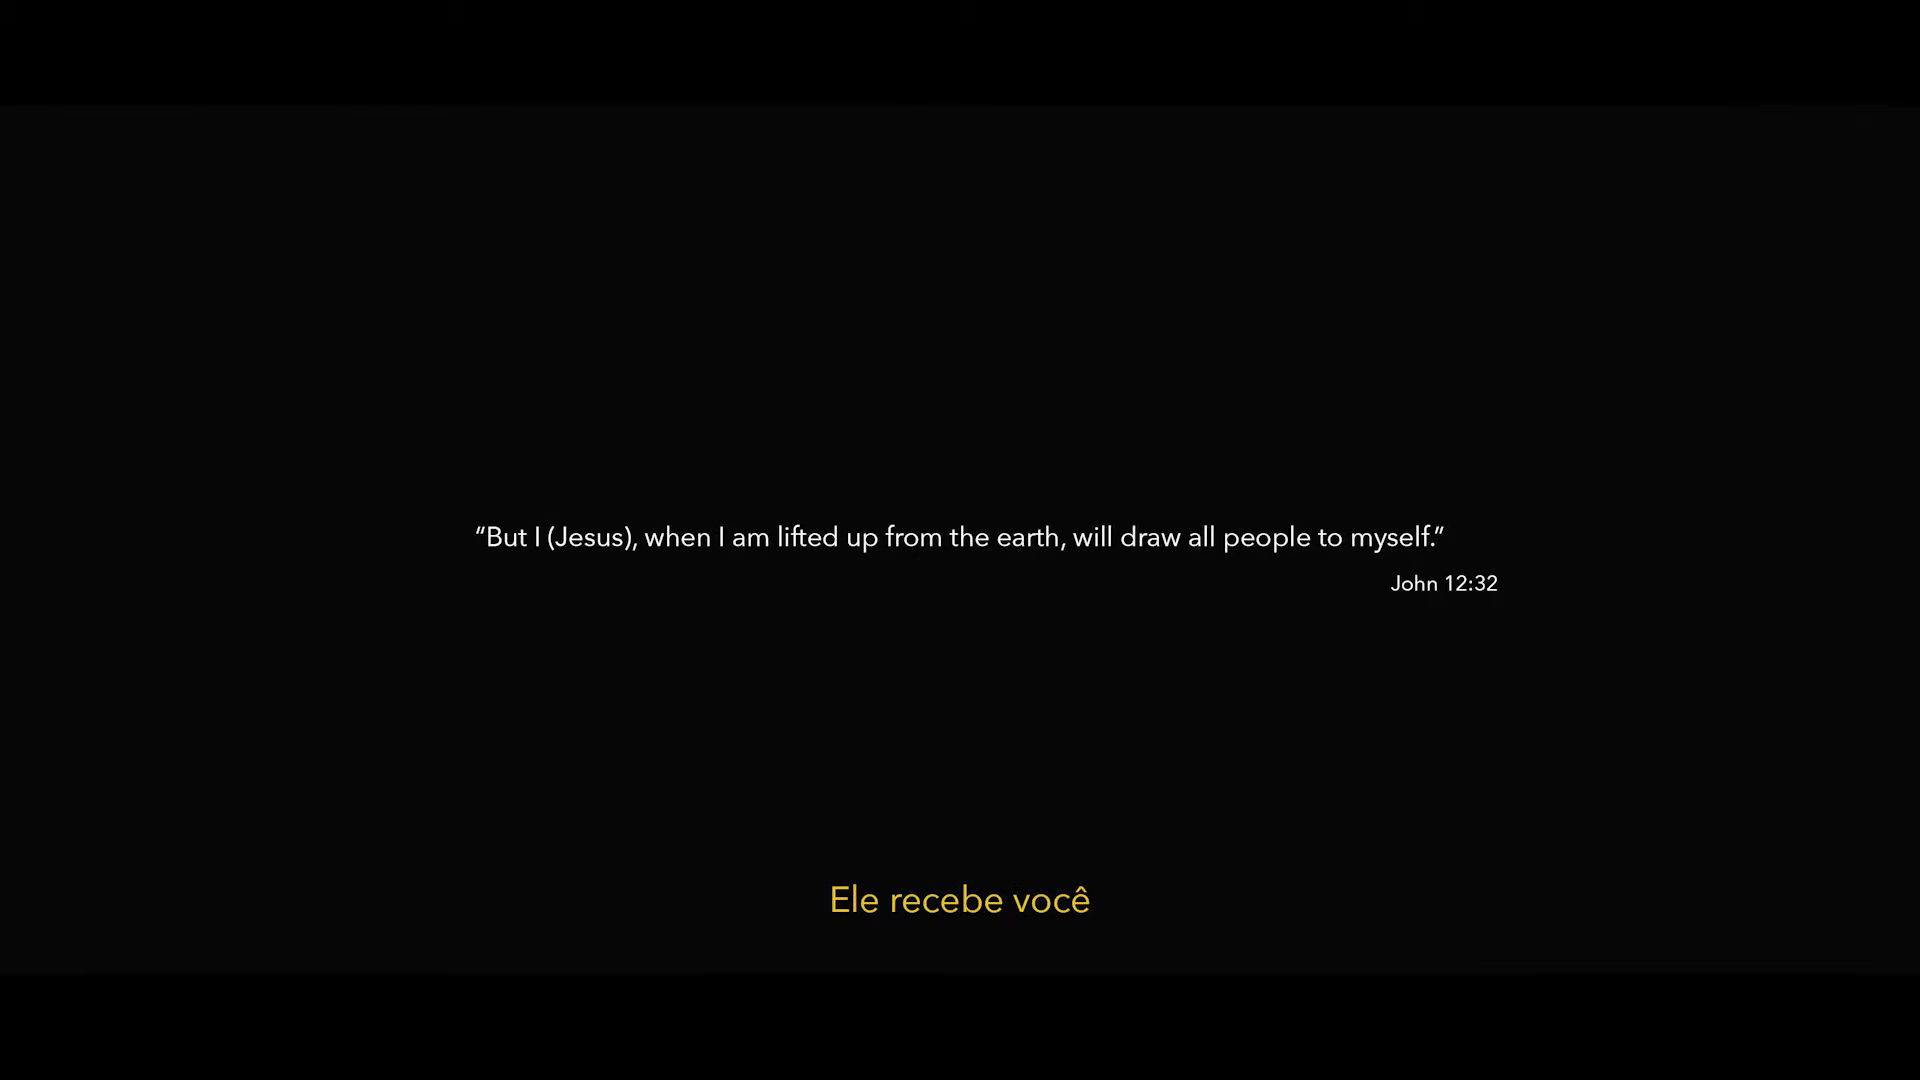 “But I (Jesus), when I am lifted up from the earth, will draw all people to myself.”
John 12:32
Ele recebe você